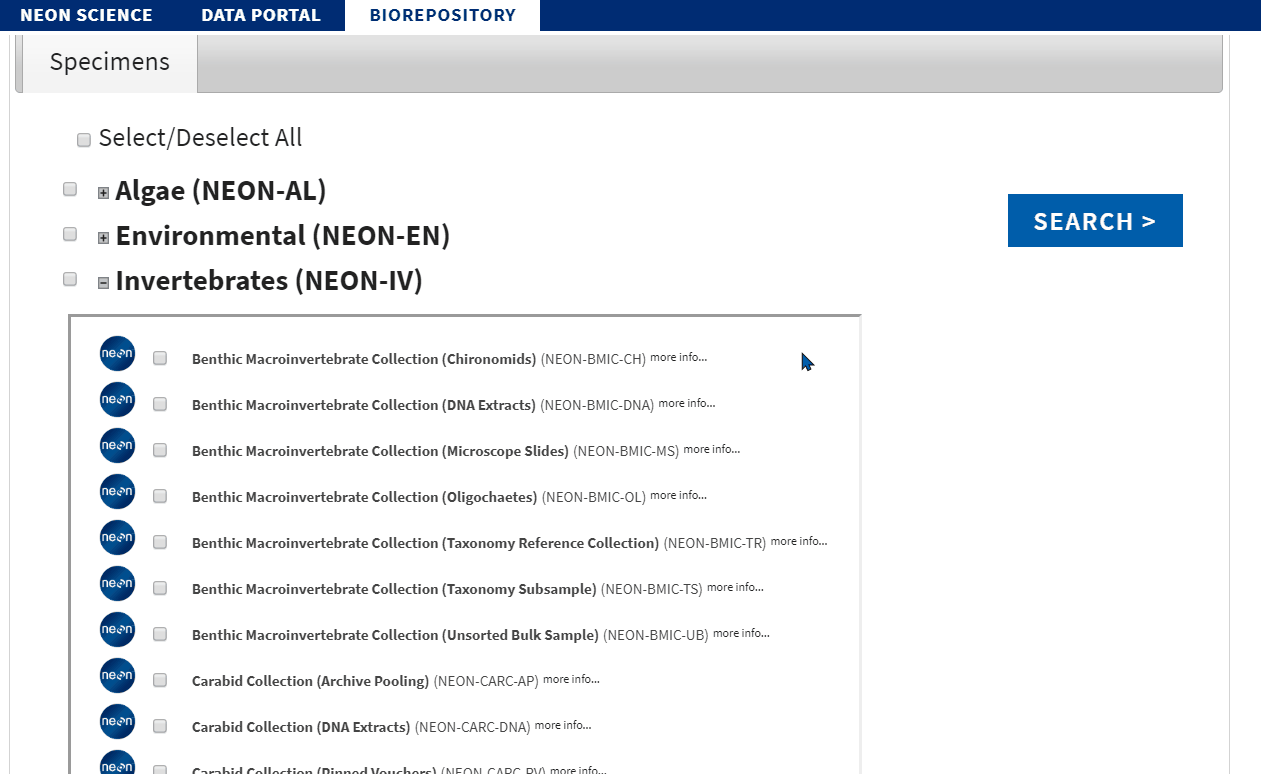 NEON SCIENCE DATA PORTAL BIOREPOSITORY
Specimens
Select/Deselect All
Algae (NEON-AL)
SEARCH >
Environmental (NEON-EN)
Invertebrates (NEON-IV)
neon Benthic Macroinvertebrate Collection (Chironomids) (NEON-BMIC-CH) more info...
neon Benthic Macroinvertebrate Collection (DNA Extracts) (NEON-BMIC-DNA) more info...
neon Benthic Macroinvertebrate Collection (Microscope Slides) (NEON-BMIC-MS) more info...
neon Benthic Macroinvertebrate Collection (Oligochaetes) (NEON-BMIC-OL) more info...
neon Benthic Macroinvertebrate Collection (Taxonomy Reference Collection) (NEON-BMIC-TR) more info...
neon Benthic Macroinvertebrate Collection (Taxonomy Subsample) (NEON-BMIC-TS) more info...
neon Benthic Macroinvertebrate Collection (Unsorted Bulk Sample) (NEON-BMIC-UB) more info...
neon Carabid Collection (Archive Pooling) (NEON-CARC-AP) more info...
neon Carabid Collection (DNA Extracts) (NEON-CARC-DNA) more info...
neon Carabid Collection (Pinned Vouchers) (NEON-CARC-PV) more info...